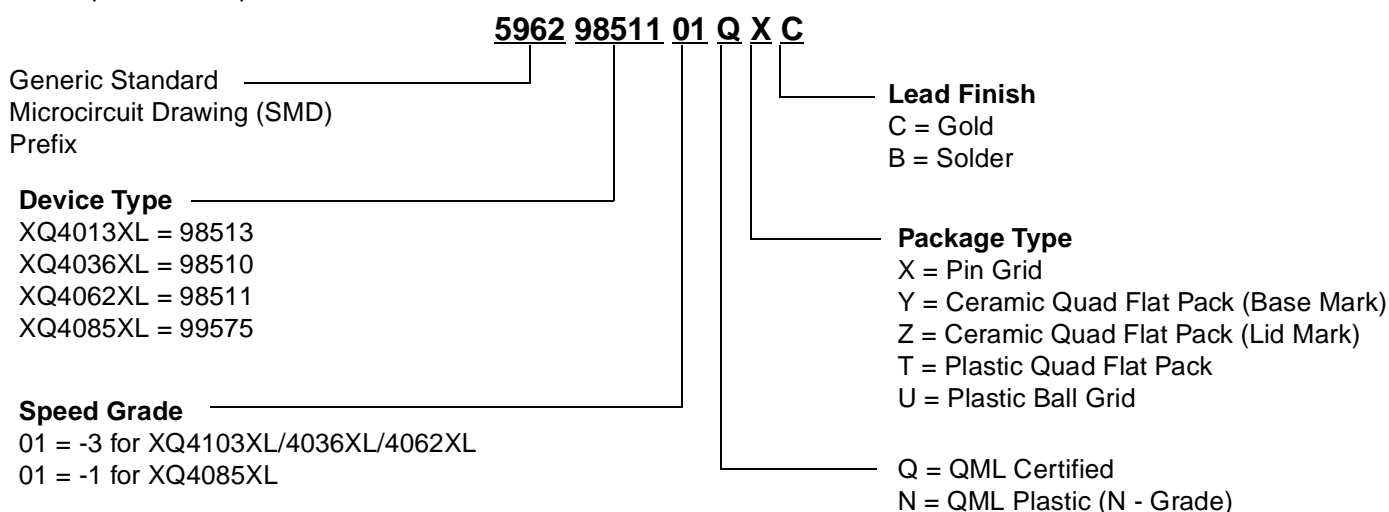 5962 98511 01 Q X C
Generic Standard
Microcircuit Drawing (SMD)
Prefix
Device Type
XQ4013XL = 98513
XQ4036XL = 98510
XQ4062XL = 98511
XQ4085XL = 99575
Speed Grade
01 = -3 for XQ4103XL/4036XL/4062XL
01 = -1 for XQ4085XL
Lead Finish
C = Gold
B = Solder
Package Type
X = Pin Grid
Y = Ceramic Quad Flat Pack (Base Mark)
Z = Ceramic Quad Flat Pack (Lid Mark)
T = Plastic Quad Flat Pack
U = Plastic Ball Grid
Q = QML Certified
N = QML Plastic (N - Grade)